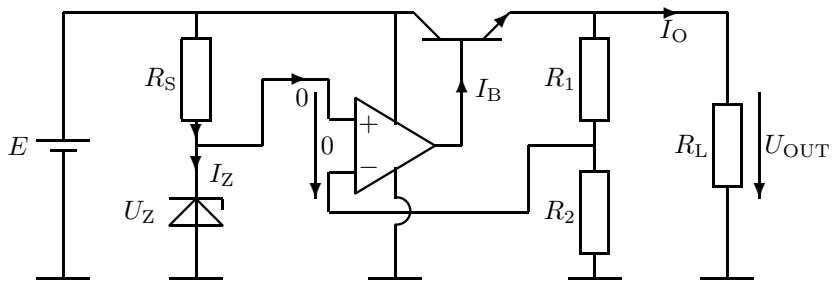 I_O
R_S
R_1
0
I_B
+
E
0
R_L
U_OUT
−
I_Z
U_Z
R_2